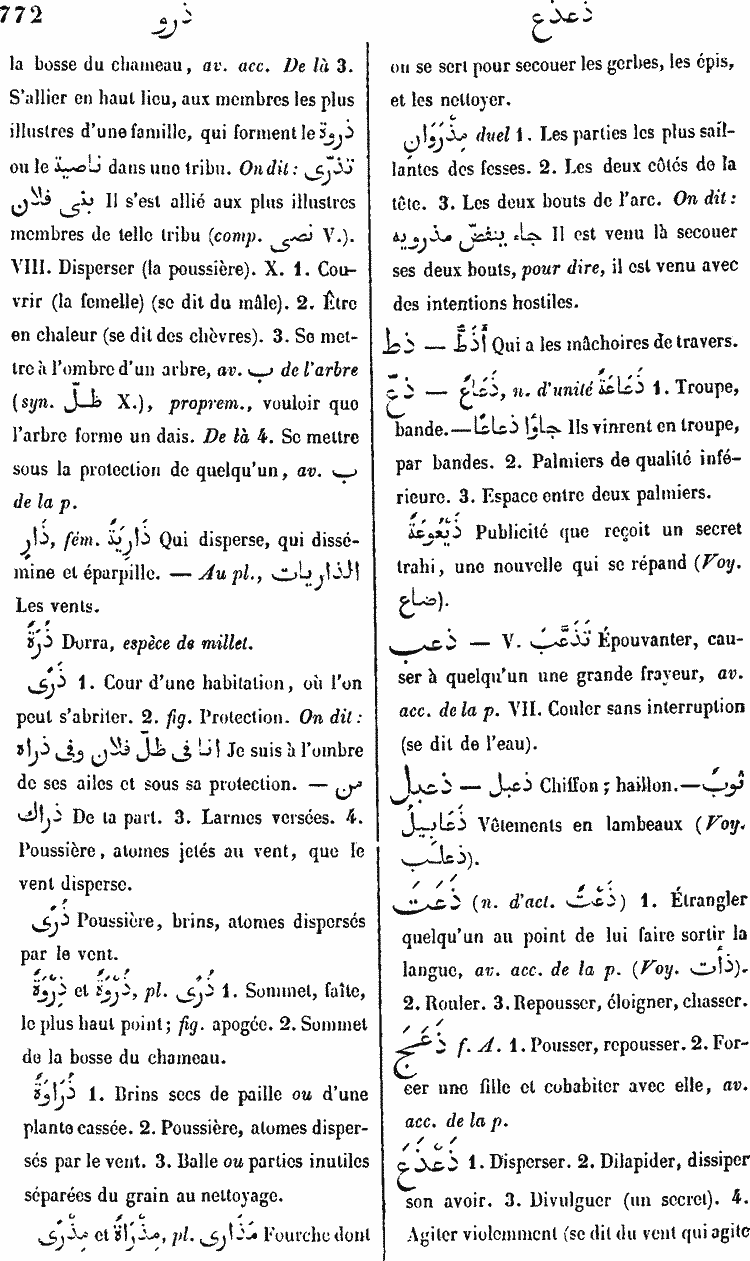 772 ذرو ذعذع
la bosse du chameau, av. acc. De là 3.
S'allier en haut lieu, aux membres les plus
illustres d'une famille, qui forment le ذروة
ou le ناصية dans une tribu. On dit: تذرّى
بنى فلان Il s'est allié aux plus illustres
membres de telle tribu (comp. نصى V.).
VIII. Disperser (la poussière). X. 1. Cou-
vrir (la femelle) (se dit du mâle). 2. Être
en chaleur (se dit des chèvres). 3. Se met-
tre à l'ombre d'un arbre, av. ب de l'arbre
(syn. ظلّ X.), proprem., vouloir que
l'arbre forme un dais. De là 4. Se mettre
sous la protection de quelqu'un, av. ب
de la p.
ذَارٍ, fém. ذَارِيَةٌ Qui disperse, qui dissé-
mine et éparpille. — Au pl., الذاريات
Les vents.
ذُرَةٌ Dorra, espèce de millet.
ذَرًى 1. Cour d'une habitation, où l'on
peut s'abriter. 2. fig. Protection. On dit:
انا فى ظلّ فلان وفى ذراه Je suis à l'ombre
de ses ailes et sous sa protection. — من
ذراك De ta part. 3. Larmes versées. 4.
Poussière, atomes jetés au vent, que le
vent disperse.
ذُرًى Poussière, brins, atomes dispersés
par le vent.
ذِرْوَةٌ et ذُرْوَةٌ, pl. ذُرًى 1. Sommet, faîte,
le plus haut point; fig. apogée. 2. Sommet
de la bosse du chameau.
ذُرَاوَةٌ 1. Brins secs de paille ou d'une
plante cassée. 2. Poussière, atomes disper-
sés par le vent. 3. Balle ou parties inutiles
séparées du grain au nettoyage.
مِذْرًى et مِذْرَاةٌ, pl. مَذَارِى Fourche dont
on se sert pour secouer les gerbes, les épis,
et les nettoyer.
مِذْرَوَانِ duel 1. Les parties les plus sail-
lantes des fesses. 2. Les deux côtés de la
tête. 3. Les deux bouts de l'arc. On dit:
جاء ينفض مذرويه Il est venu là secouer
ses deux bouts, pour dire, il est venu avec
des intentions hostiles.
ذط — أَذَطُّ Qui a les mâchoires de travers.
ذعّ — ذَعَاعٌ, n. d'unité ذَعَاعَةٌ 1. Troupe,
bande. — جاوًا ذعاعًا Ils vinrent en troupe,
par bandes. 2. Palmiers de qualité infé-
rieure. 3. Espace entre deux palmiers.
ذَيْعُوعَةٌ Publicité que reçoit un secret
trahi, une nouvelle qui se répand (Voy.
ضاع).
ذعب — V. تَذَعَّبَ Épouvanter, cau-
ser à quelqu'un une grande frayeur, av.
acc. de la p. VII. Couler sans interruption
(se dit de l'eau).
ذعبل — ذعبل Chiffon; haillon. — ثوبٌ
ذَعَابِيلُ Vêtements en lambeaux (Voy.
ذعلب).
ذَعَتَ (n. d'act. ذَعْتٌ) 1. Étrangler
quelqu'un au point de lui faire sortir la
langue, av. acc. de la p. (Voy. ذأت).
2. Rouler. 3. Repousser, éloigner, chasser.
ذَعَجَ f. A. 1. Pousser, repousser. 2. For-
cer une fille et cohabiter avec elle, av.
acc. de la p.
ذَعْذَعَ 1. Disperser. 2. Dilapider, dissiper
son avoir. 3. Divulguer (un secret). 4.
Agiter violemment (se dit du vent qui agite